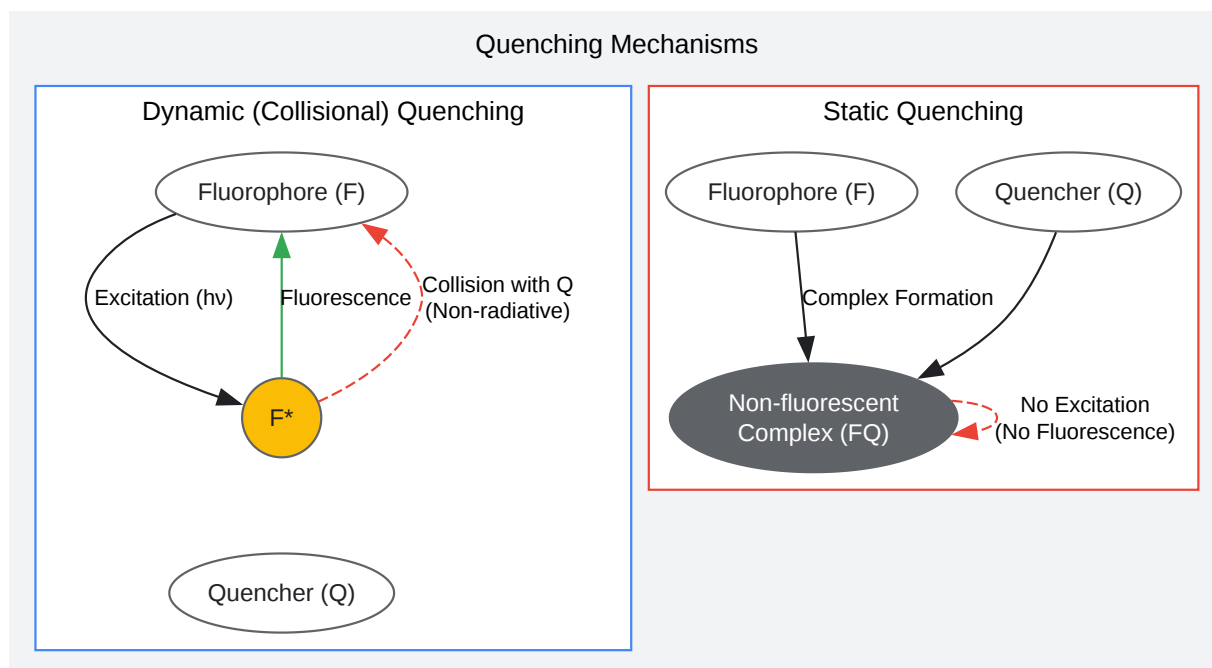 Quenching Mechanisms
Dynamic (Collisional) Quenching
Fluorophore (F)
Excitation (hν)
Fluorescence
Collision with Q
(Non-radiative)
F*
Quencher (Q)
Static Quenching
Fluorophore (F)
Quencher (Q)
Complex Formation
Non-fluorescent
Complex (FQ)
No Excitation
(No Fluorescence)